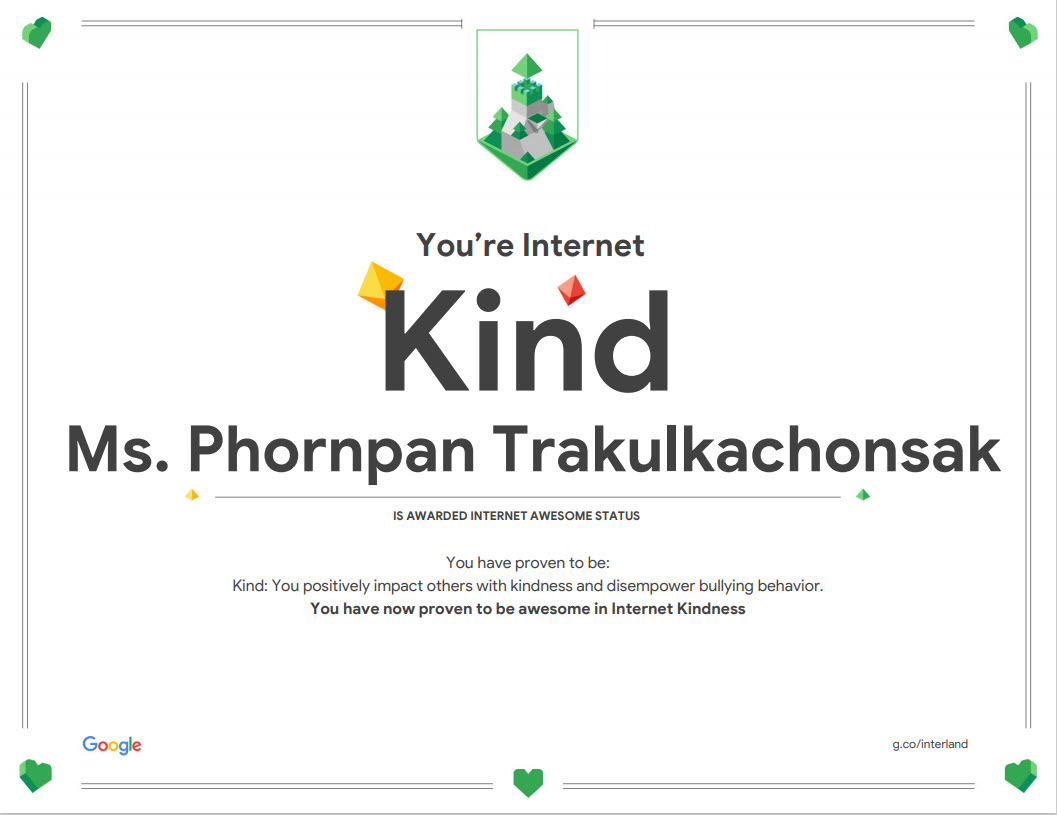 You’re Internet
Kind
Ms. Phornpan Trakulkachonsak
IS AWARDED INTERNET AWESOME STATUS
You have proven to be:
Kind: You positively impact others with kindness and disempower bullying behavior.
You have now proven to be awesome in Internet Kindness
Google
g.co/interland